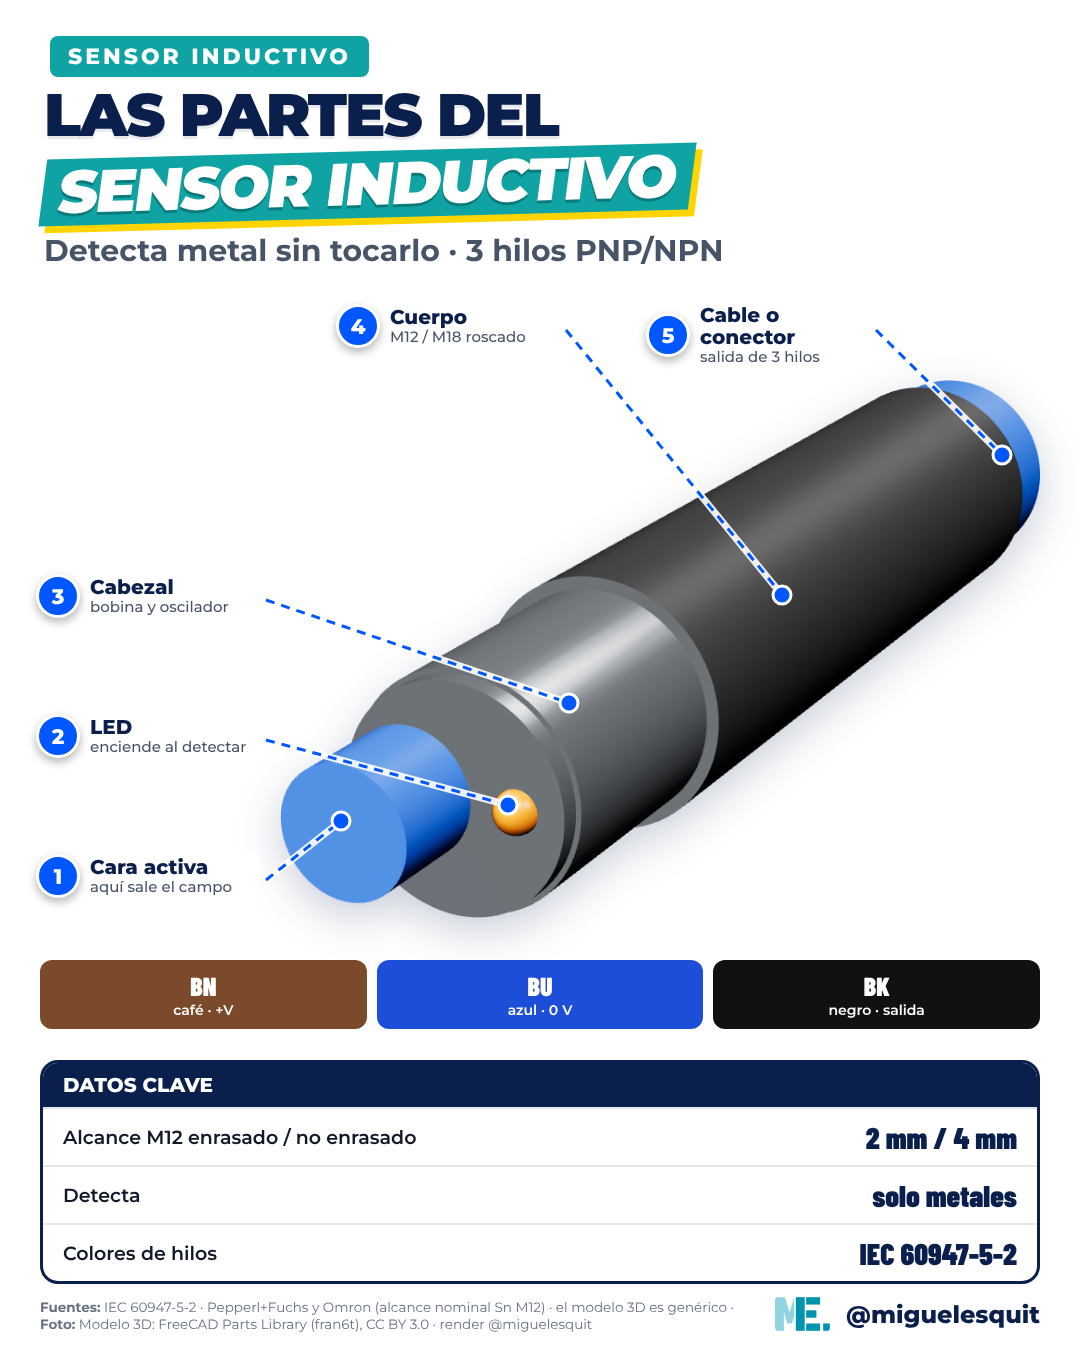 SENSOR INDUCTIVO
LAS PARTES DEL
SENSOR INDUCTIVO
Detecta metal sin tocarlo · 3 hilos PNP/NPN
4
Cuerpo
M12 / M18 roscado
5
Cable o
conector
salida de 3 hilos
3
Cabezal
bobina y oscilador
2
LED
enciende al detectar
1
Cara activa
aquí sale el campo
BN
café · +V
BU
azul · 0 V
BK
negro · salida
DATOS CLAVE
Alcance M12 enrasado / no enrasado
2 mm / 4 mm
Detecta
solo metales
Colores de hilos
IEC 60947-5-2
Fuentes: IEC 60947-5-2 · Pepperl+Fuchs y Omron (alcance nominal Sn M12) · el modelo 3D es genérico ·
Foto: Modelo 3D: FreeCAD Parts Library (fran6t), CC BY 3.0 · render @miguelesquit
ME.
@miguelesquit